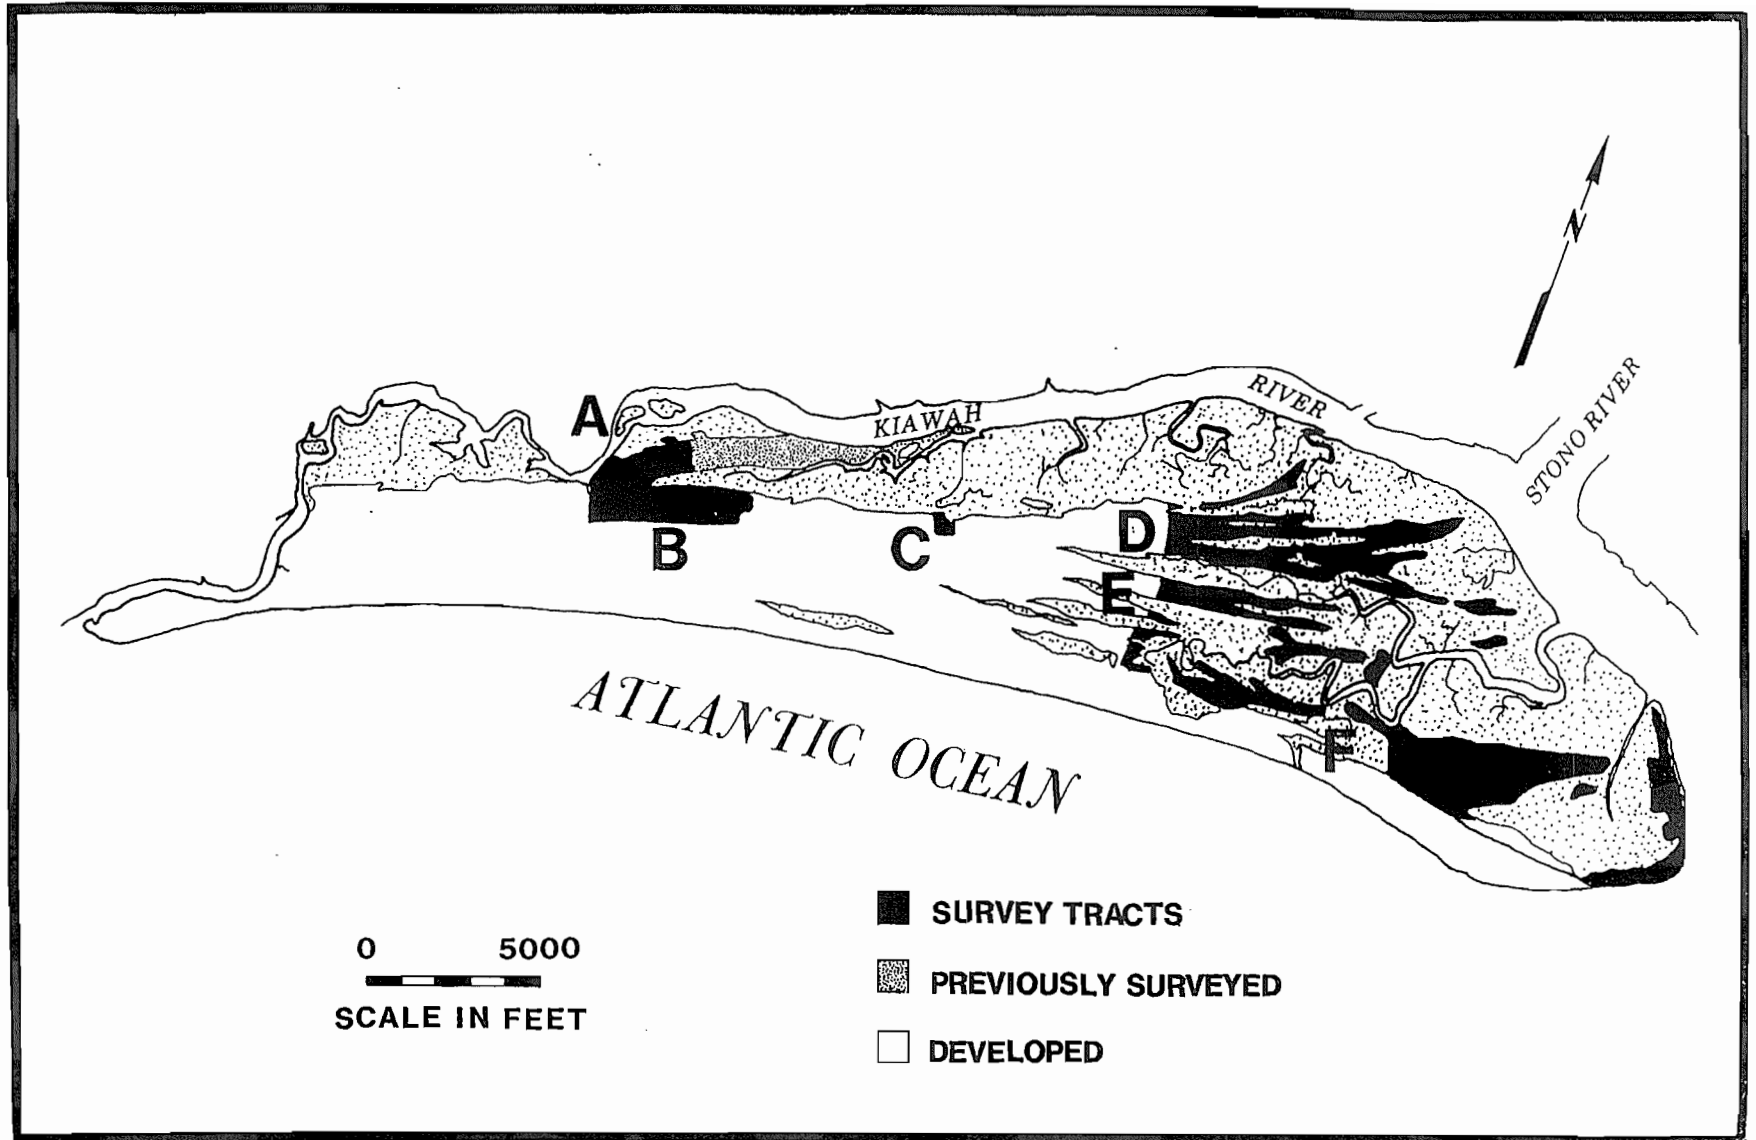 N
STONO RIVER
KIAWAH RIVER
A
B
C
D
E
F
ATLANTIC OCEAN
0 5000
SCALE IN FEET
SURVEY TRACTS
PREVIOUSLY SURVEYED
DEVELOPED